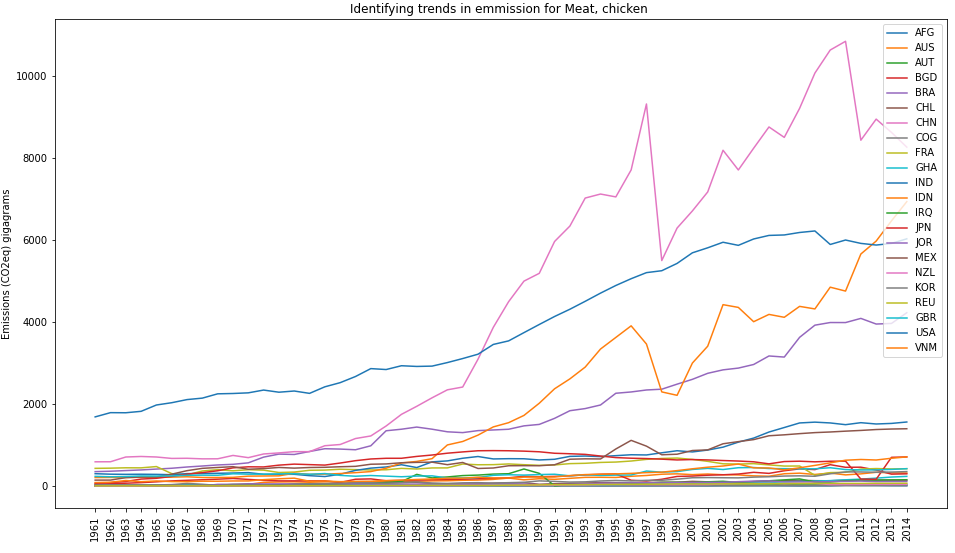 Identifying trends in emmission for Meat, chicken
Emissions (CO2eq) gigagrams
10000
8000
6000
4000
2000
0
AFG
AUS
AUT
BGD
BRA
CHL
CHN
COG
FRA
GHA
IND
IDN
IRQ
JPN
JOR
MEX
NZL
KOR
REU
GBR
USA
VNM
1961
1962
1963
1964
1965
1966
1967
1968
1969
1970
1971
1972
1973
1974
1975
1976
1977
1978
1979
1980
1981
1982
1983
1984
1985
1986
1987
1988
1989
1990
1991
1992
1993
1994
1995
1996
1997
1998
1999
2000
2001
2002
2003
2004
2005
2006
2007
2008
2009
2010
2011
2012
2013
2014